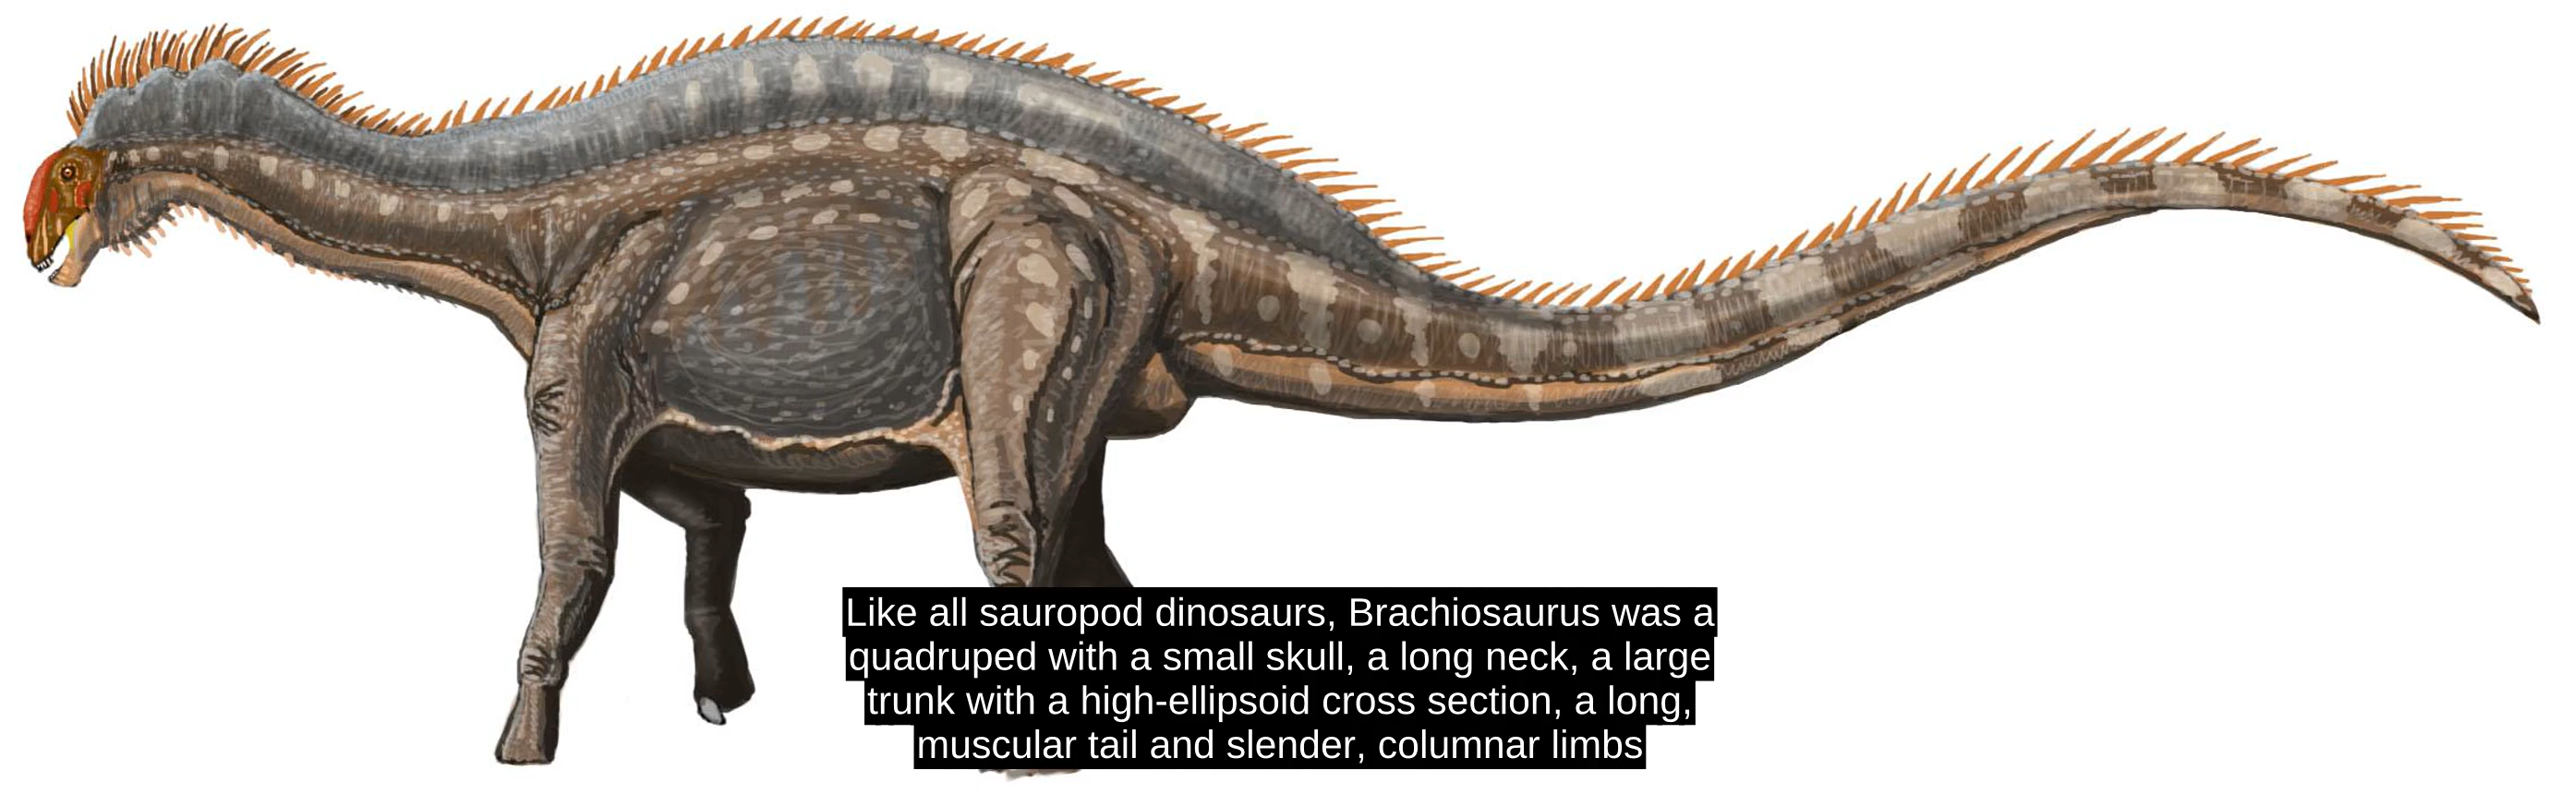 Like all sauropod dinosaurs, Brachiosaurus was a
quadruped with a small skull, a long neck, a large
trunk with a high-ellipsoid cross section, a long,
muscular tail and slender, columnar limbs